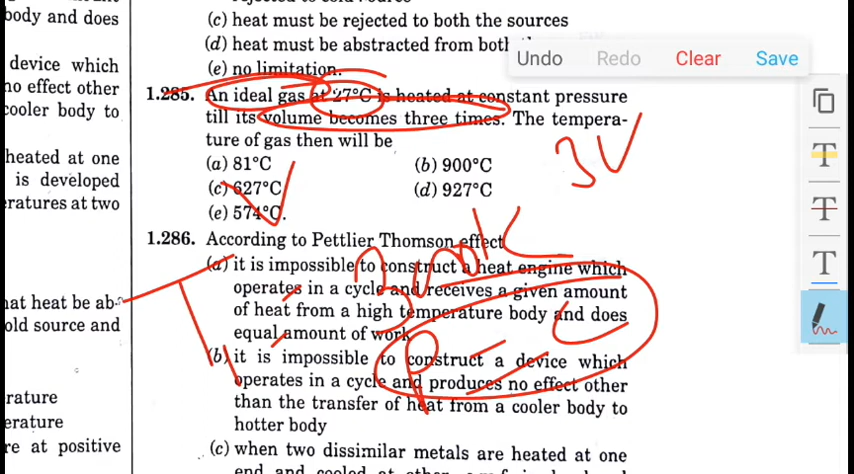 body and does
device which
no effect other
cooler body to
heated at one
is developed
eratures at two
nat heat be ab-
old source and
rature
erature
re at positive
(c) heat must be rejected to both the sources
(d) heat must be abstracted from both
(e) no limitation.
1.285. An ideal gas at 27°C is heated at constant pressure
till its volume becomes three times. The tempera-
ture of gas then will be
(a) 81°C (b) 900°C
(c) 627°C (d) 927°C
(e) 574°C.
1.286. According to Pettlier Thomson effect
(a) it is impossible to construct a heat engine which
operates in a cycle and receives a given amount
of heat from a high temperature body and does
equal amount of work
(b) it is impossible to construct a device which
operates in a cycle and produces no effect other
than the transfer of heat from a cooler body to
hotter body
(c) when two dissimilar metals are heated at one
Undo Redo Clear Save
T
T
T
3V
V
T, = 300K
P = C